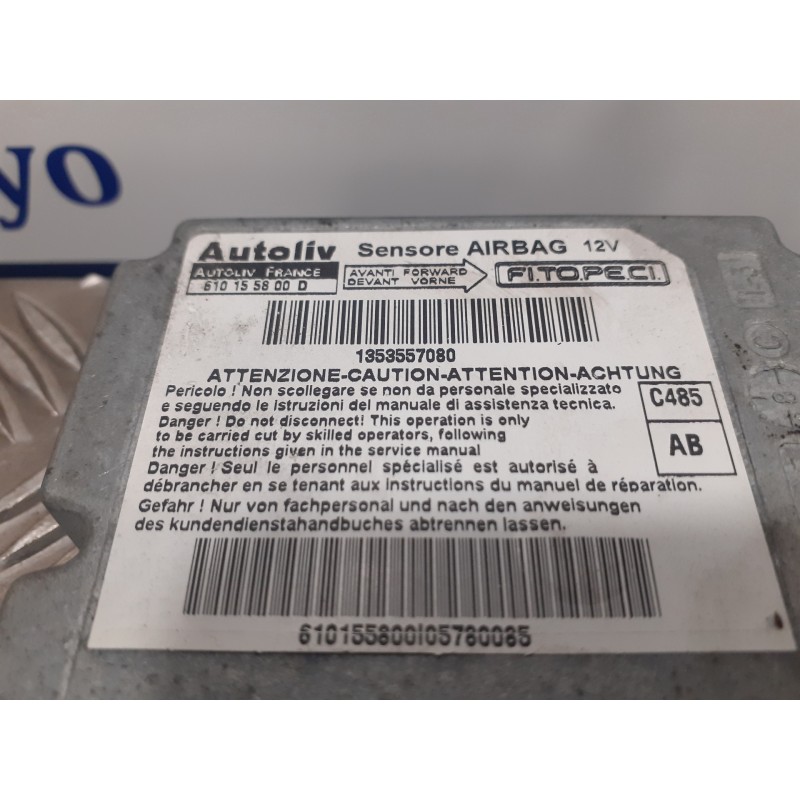 yo
Autoliv Sensore AIRBAG 12V
AUTOLIV FRANCE
610 15 58 00 D
AVANTI FORWARD
DEVANT VORNE
FI.TO.PE.CI.
1353557080
ATTENZIONE-CAUTION-ATTENTION-ACHTUNG
Pericolo ! Non scollegare se non da personale specializzato
e seguendo le istruzioni del manuale di assistenza tecnica.
Danger ! Do not disconnect! This operation is only
to be carried cut by skilled operators, following
the instructions given in the service manual
Danger ! Seul le personnel spécialisé est autorisé à
débrancher en se tenant aux instructions du manuel de réparation.
Gefahr ! Nur von fachpersonal und nach den anweisungen
des kundendienstahandbuches abtrennen lassen.
C485
AB
610155800I05780085